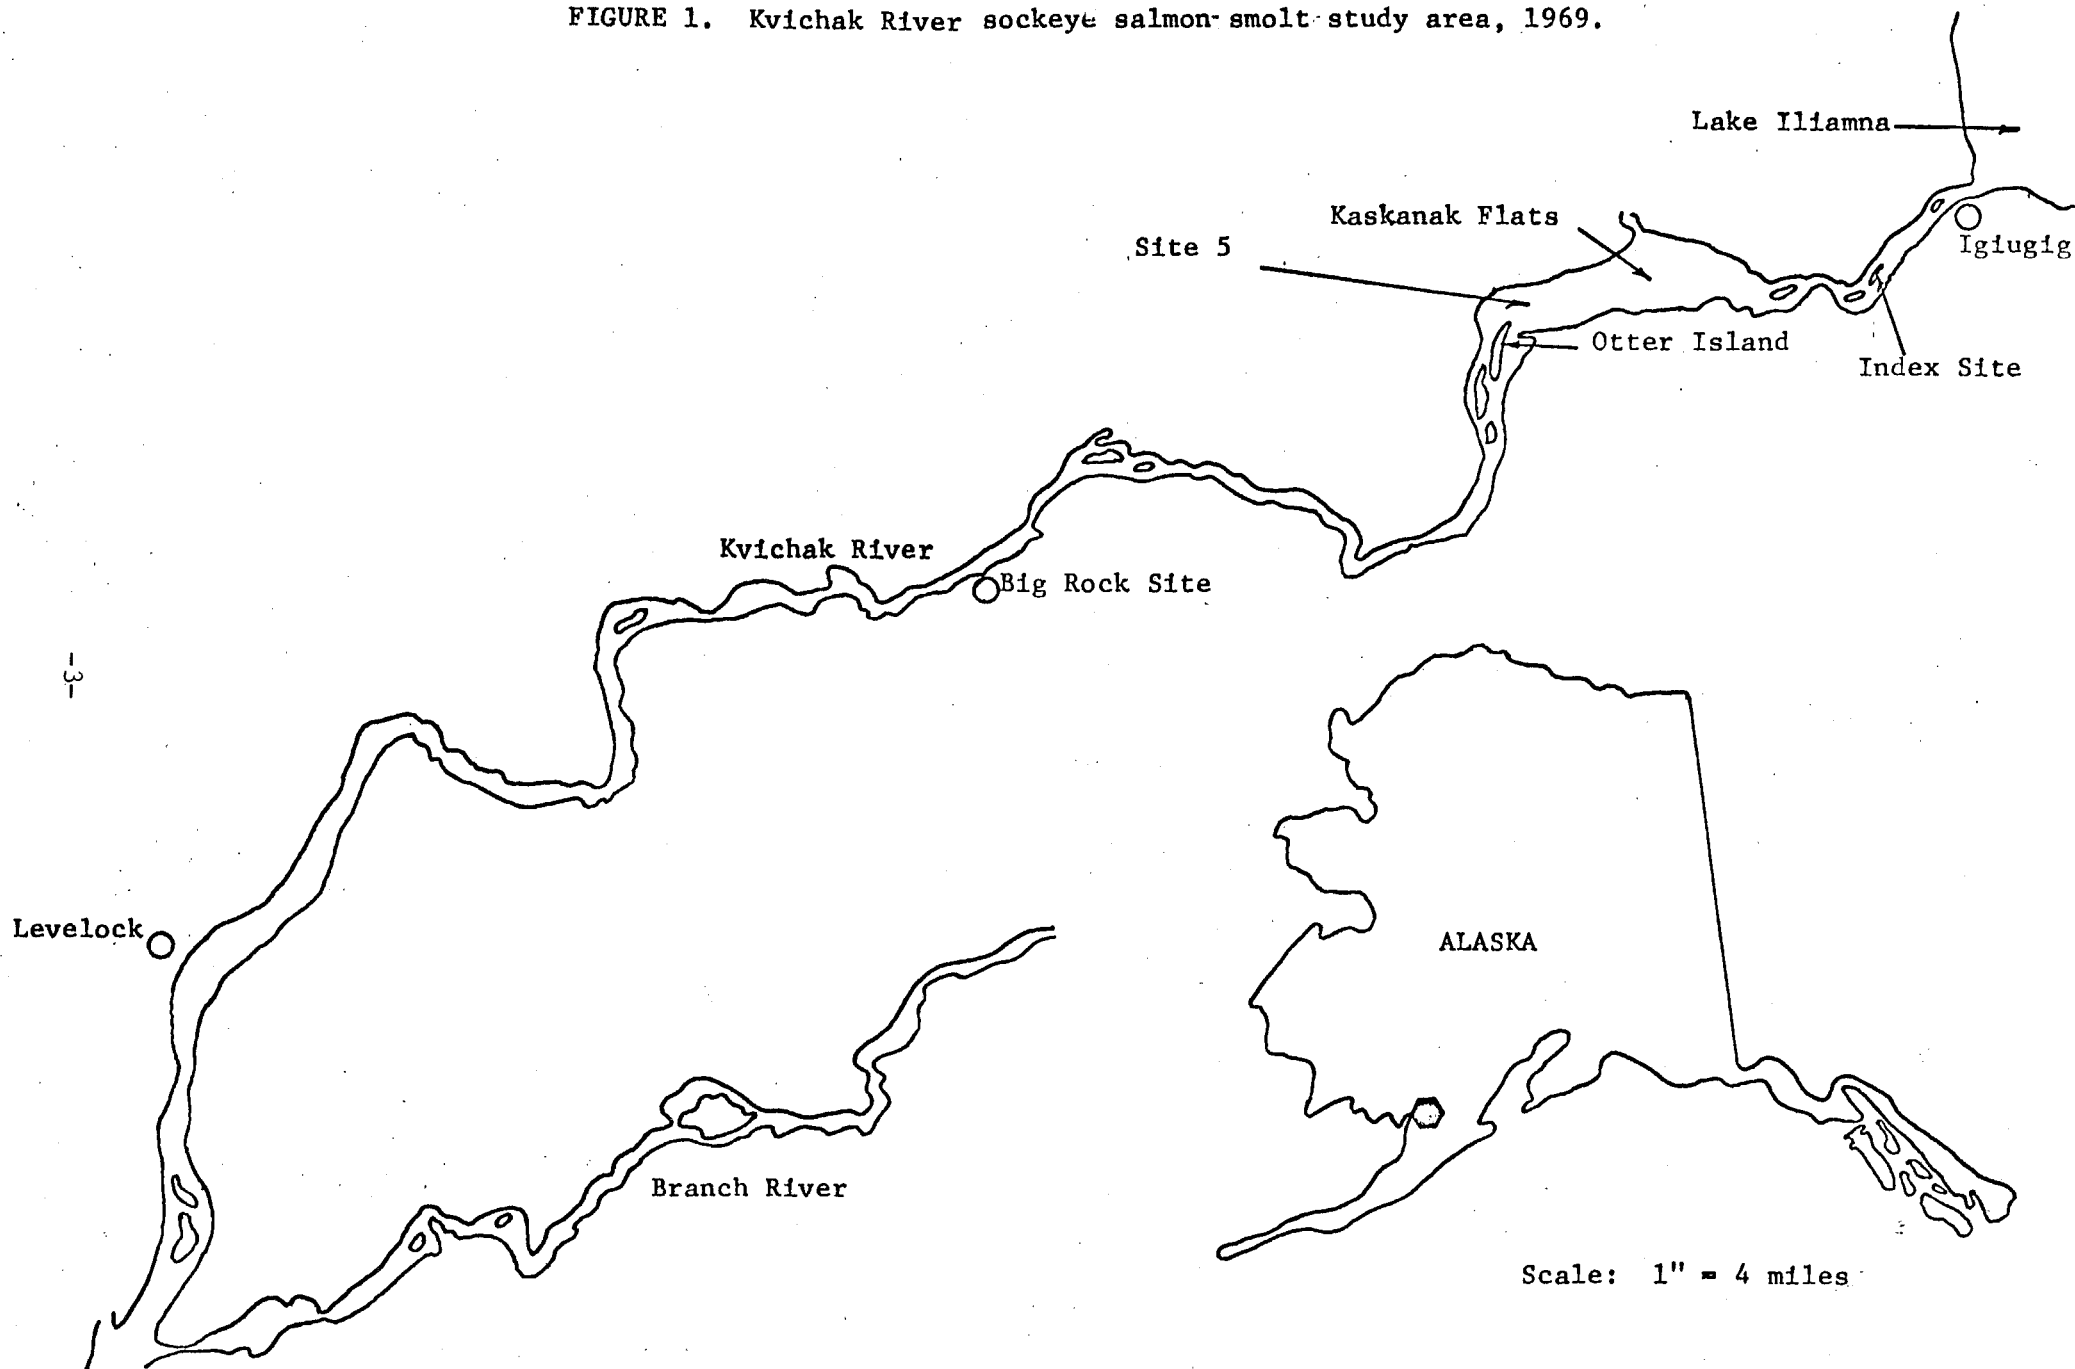 FIGURE 1. Kvichak River sockeye salmon smolt study area, 1969.
Lake Iliamna
Kaskanak Flats
Site 5
Igiugig
Otter Island
Index Site
Kvichak River
Big Rock Site
-3-
Levelock
ALASKA
Branch River
Scale: 1" = 4 miles